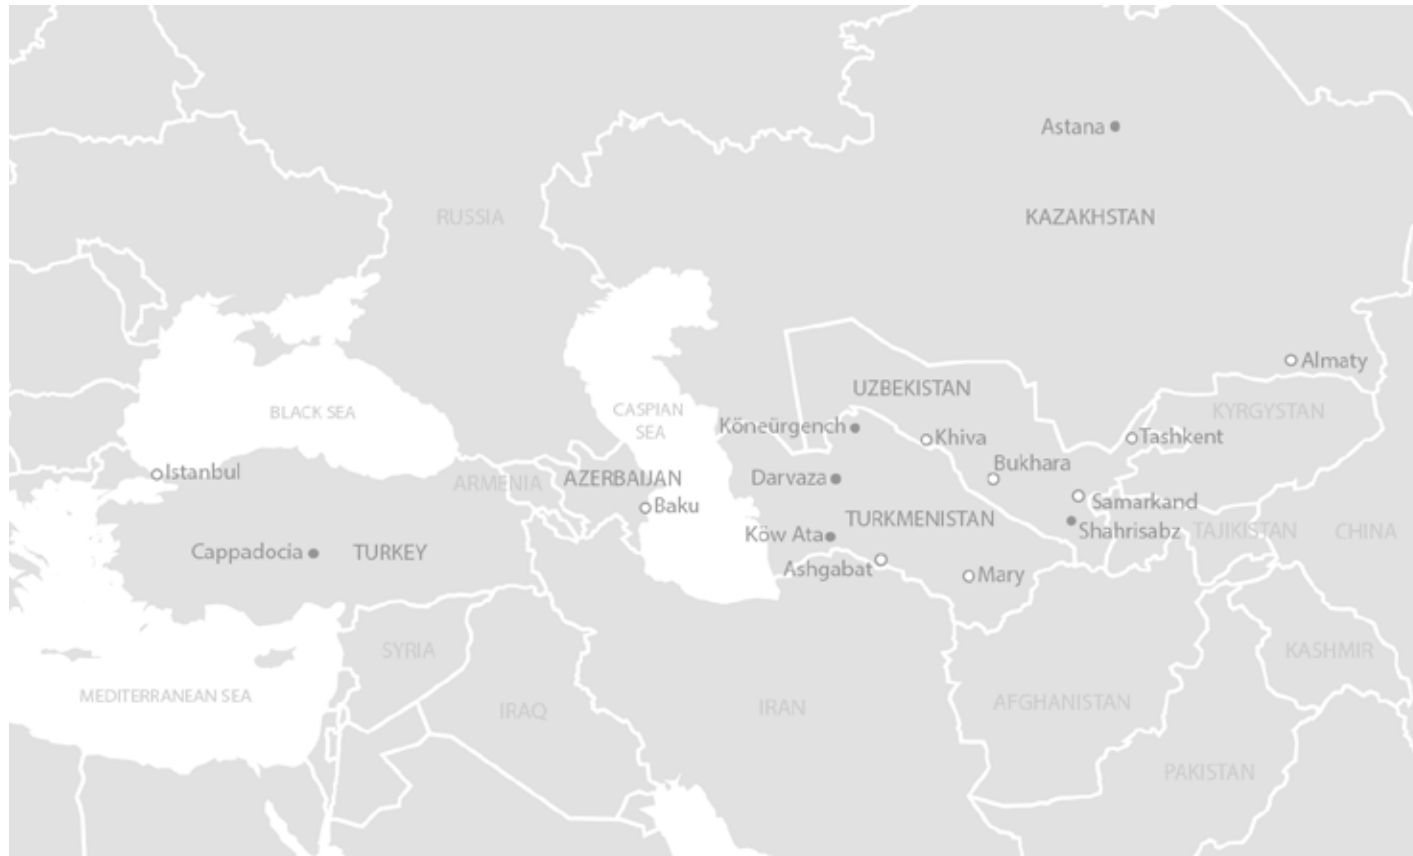 Astana
RUSSIA
KAZAKHSTAN
Almaty
UZBEKISTAN
BLACK SEA
CASPIAN
SEA
KYRGYSTAN
Köneürgench
Khiva
Tashkent
Istanbul
ARMENIA
AZERBAIJAN
Bukhara
Darvaza
Baku
Samarkand
TURKMENISTAN
Shahrisabz
TAJIKISTAN
CHINA
Köw Ata
Cappadocia
TURKEY
Ashgabat
Mary
SYRIA
KASHMIR
MEDITERRANEAN SEA
IRAQ
IRAN
AFGHANISTAN
PAKISTAN